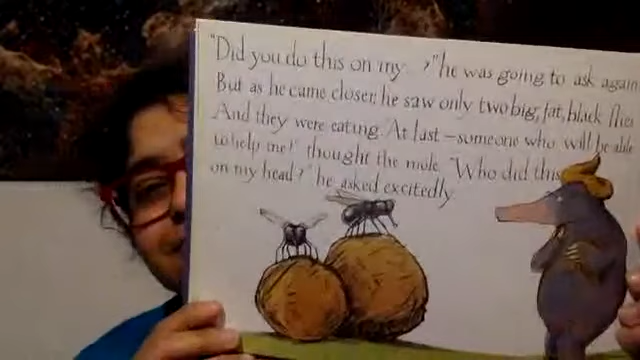 "Did you do this on my ...?" he was going to ask again.
But as he came closer, he saw only two big, fat, black flies.
And they were eating. "At last – someone who will be able
to help me!" thought the mole. "Who did this
on my head?" he asked excitedly.